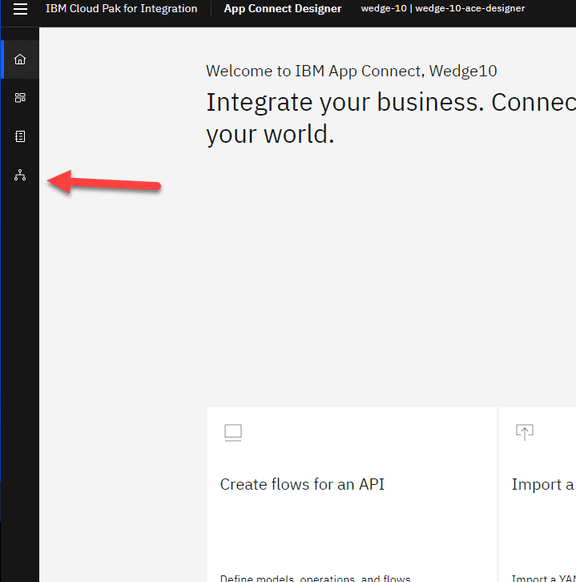 IBM Cloud Pak for Integration App Connect Designer wedge-10 | wedge-10-ace-designer
Welcome to IBM App Connect, Wedge10
Integrate your business. Connec
your world.
Create flows for an API
Import a
Define models, operations, and flows
Import a YAM